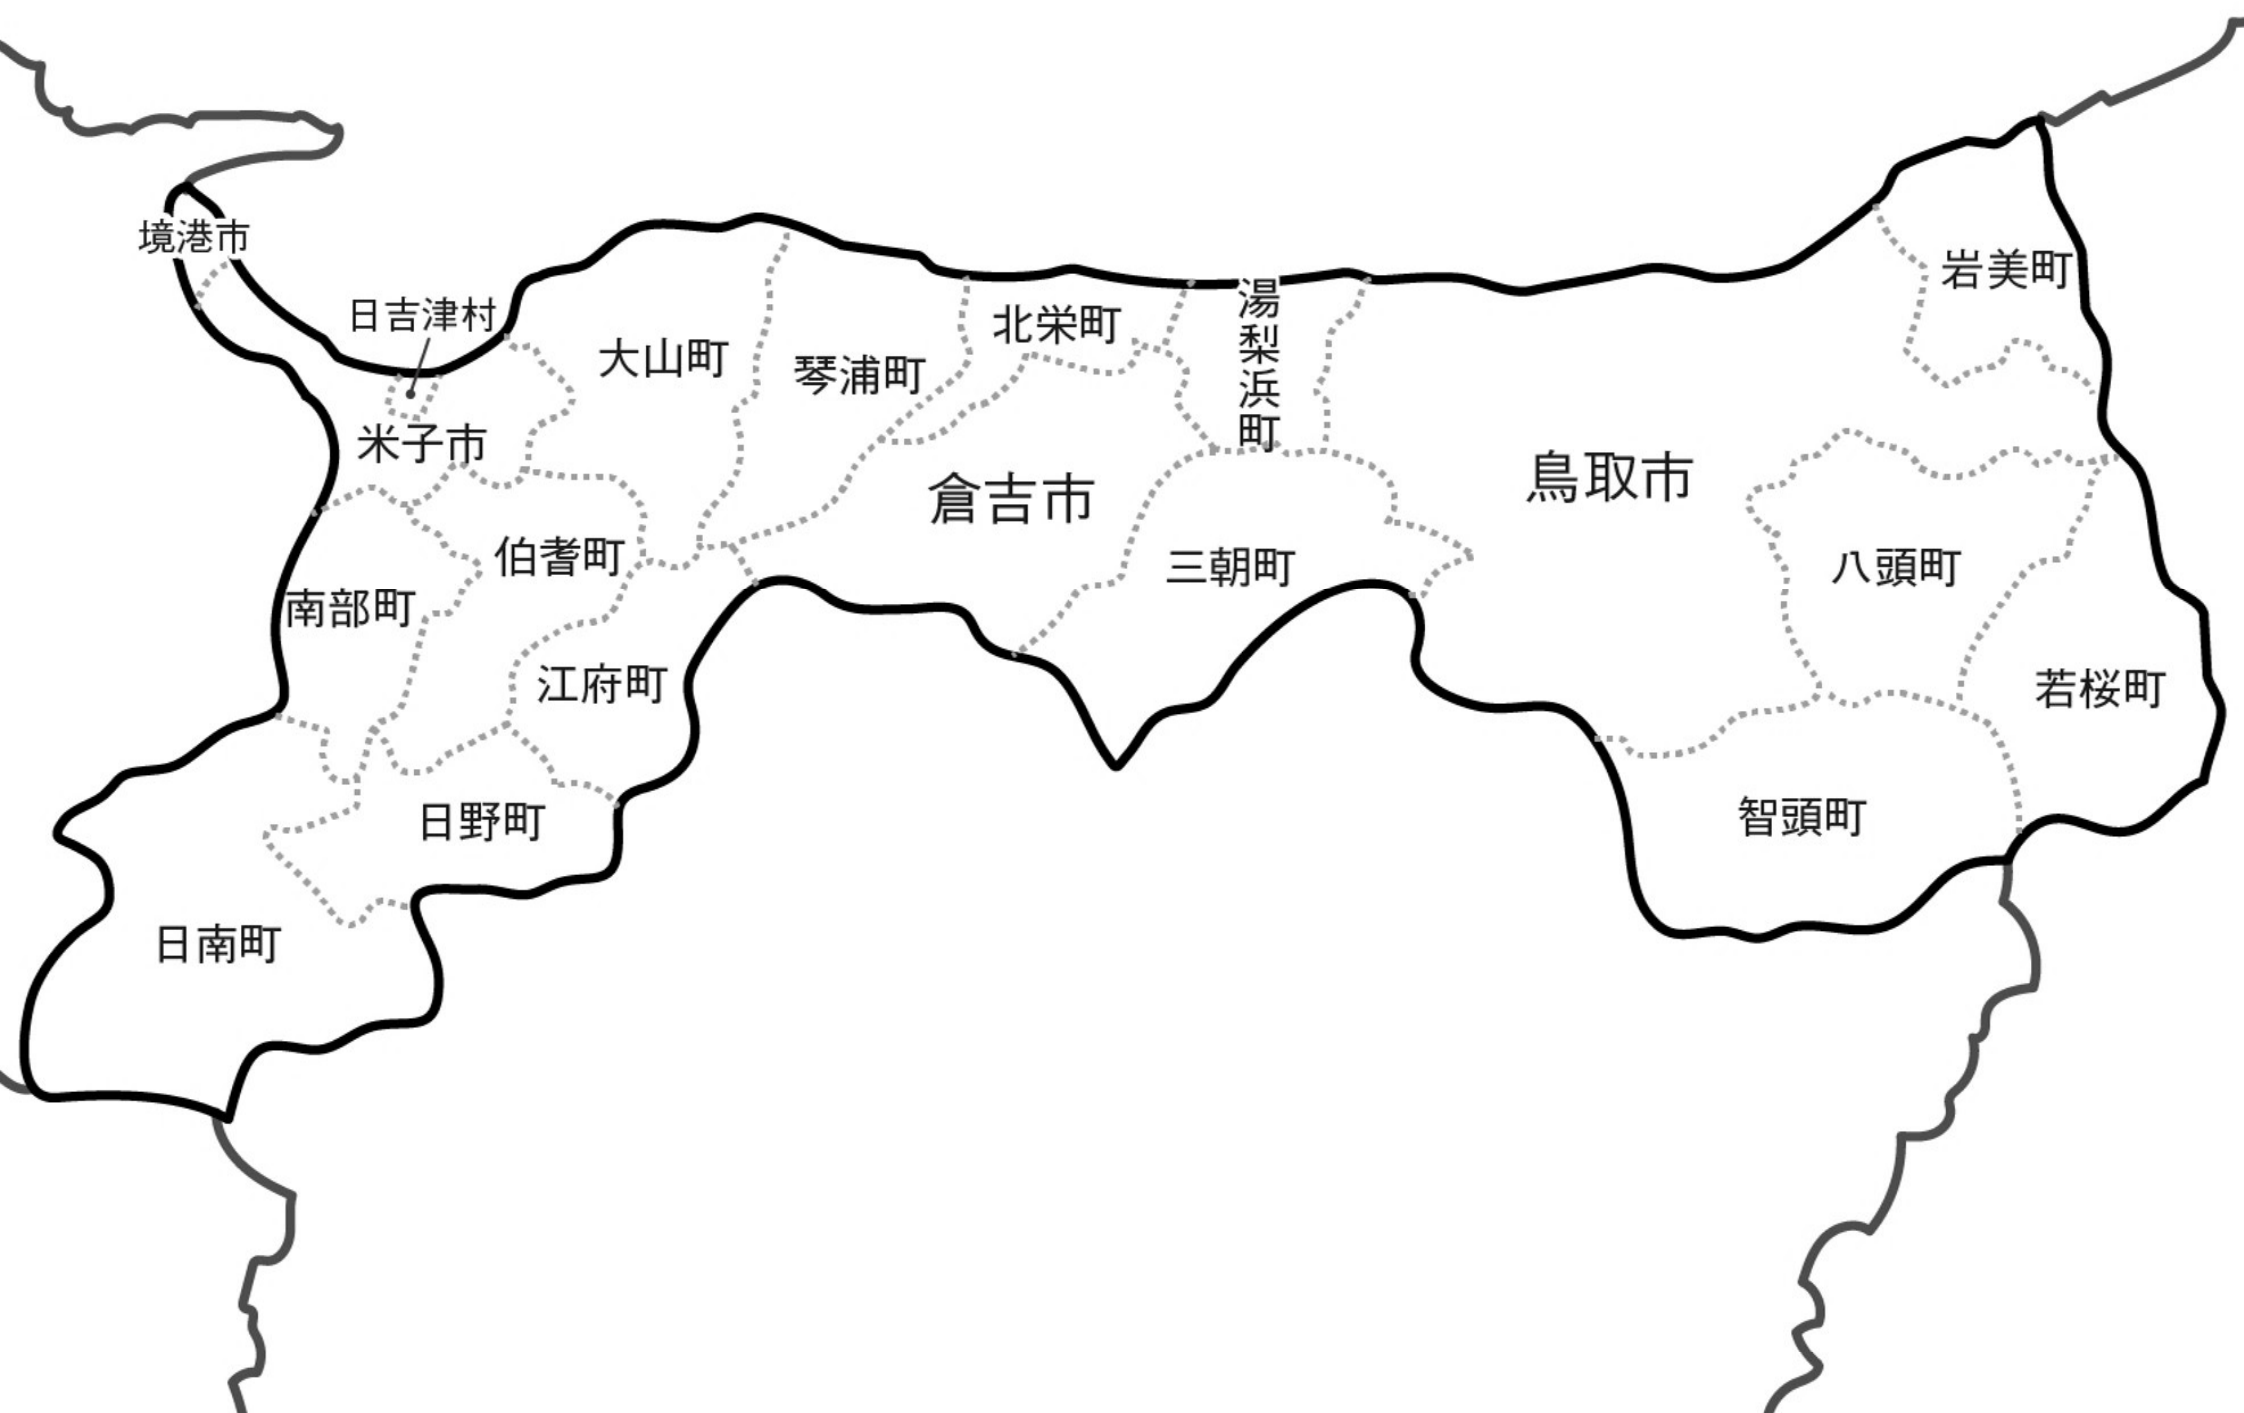 境港市
日吉津村
米子市
大山町
琴浦町
北栄町
湯梨浜町
鳥取市
岩美町
倉吉市
三朝町
八頭町
若桜町
智頭町
南部町
伯耆町
江府町
日野町
日南町